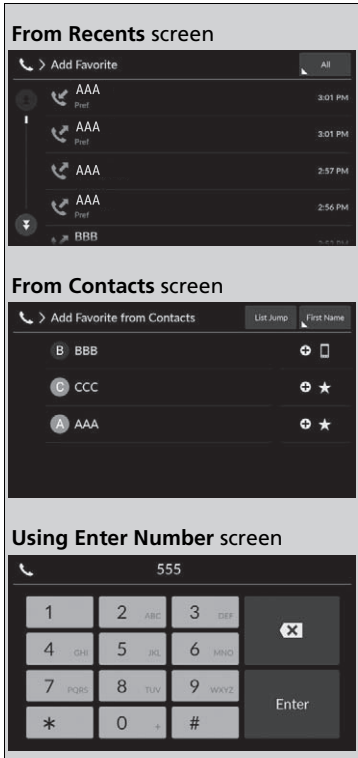 From Recents screen
> Add Favorite All
AAA
Pref 3:01 PM
AAA
Pref 3:01 PM
AAA 2:57 PM
AAA
Pref 2:56 PM
BBB
From Contacts screen
> Add Favorite from Contacts List Jump First Name
B BBB
C CCC
A AAA
Using Enter Number screen
555
1 2 ABC 3 DEF
4 GHI 5 JKL 6 MNO
7 PQRS 8 TUV 9 WXYZ Enter
* 0 + #